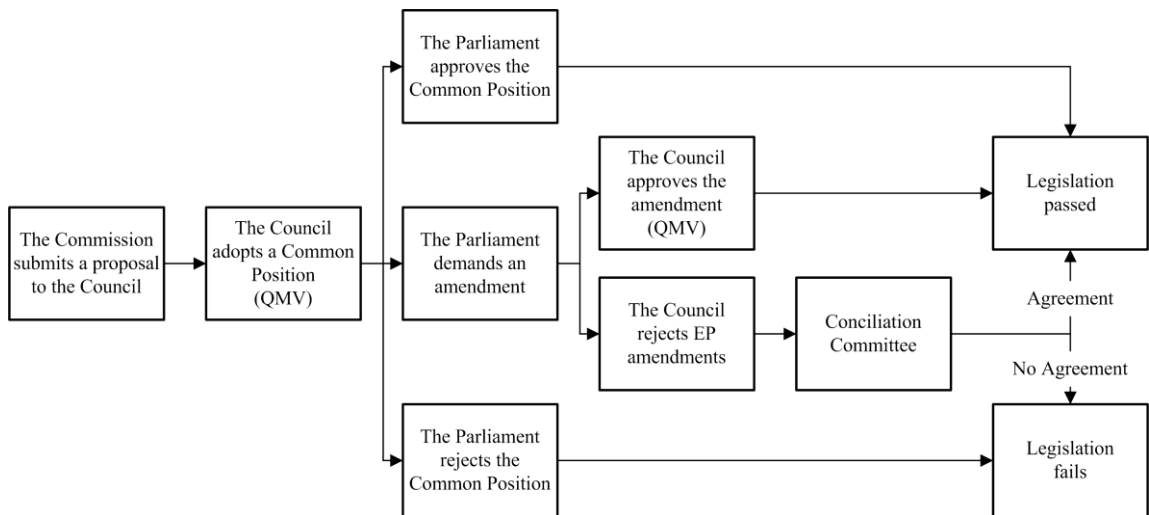 The Commission
submits a proposal
to the Council
The Council
adopts a Common
Position
(QMV)
The Parliament
approves the
Common Position
The Parliament
demands an
amendment
The Parliament
rejects the
Common Position
The Council
approves the
amendment
(QMV)
The Council
rejects EP
amendments
Conciliation
Committee
Legislation
passed
Agreement
No Agreement
Legislation
fails